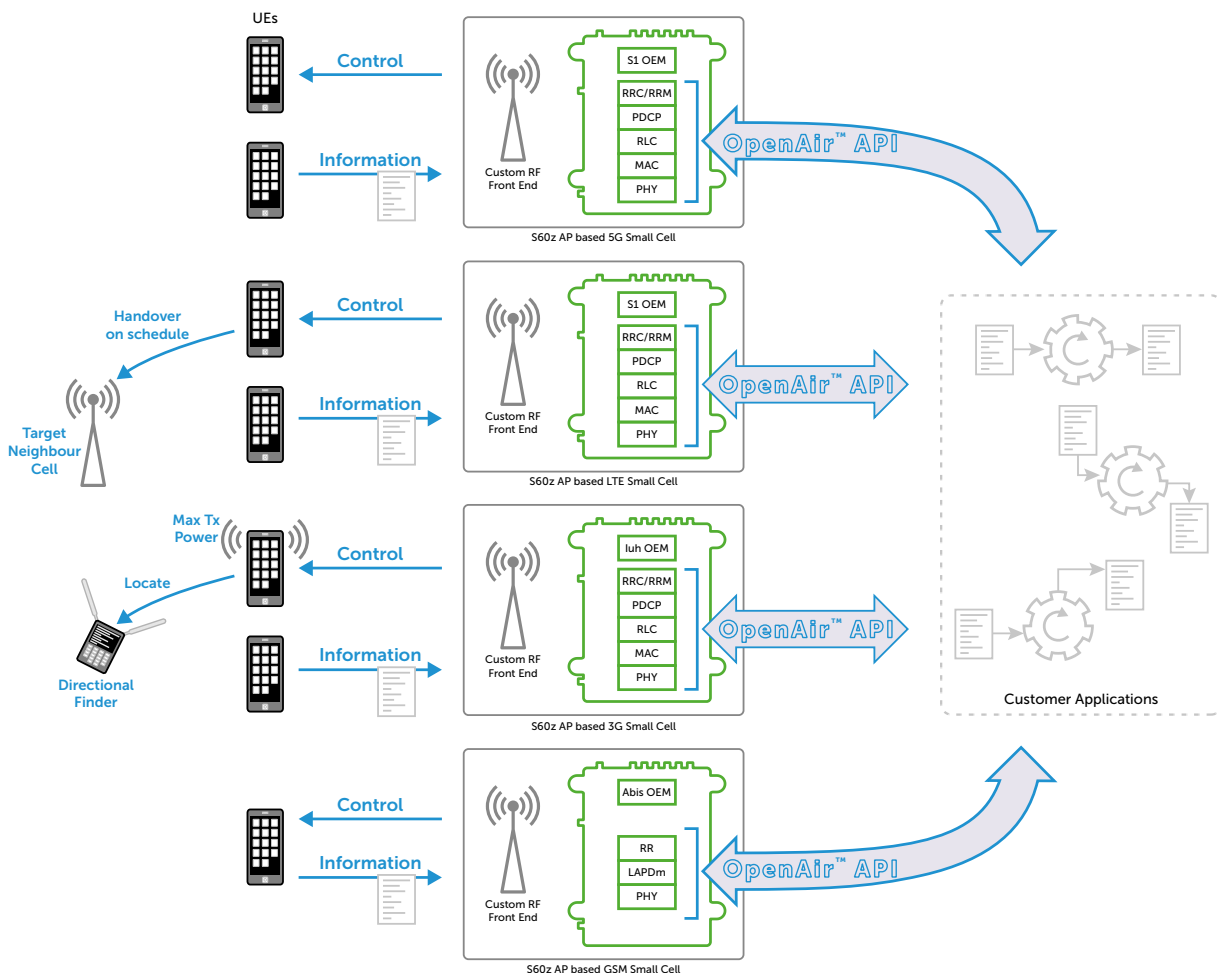 UEs
Control
Information
Custom RF
Front End
S1 OEM
RRC/RRM
PDCP
RLC
MAC
PHY
OpenAir™ API
S60z AP based 5G Small Cell
Handover
on schedule
Target
Neighbour
Cell
Control
Information
Custom RF
Front End
S1 OEM
RRC/RRM
PDCP
RLC
MAC
PHY
OpenAir™ API
S60z AP based LTE Small Cell
Max Tx
Power
Locate
Directional
Finder
Control
Information
Custom RF
Front End
Iuh OEM
RRC/RRM
PDCP
RLC
MAC
PHY
OpenAir™ API
S60z AP based 3G Small Cell
Customer Applications
Control
Information
Custom RF
Front End
Abis OEM
RR
LAPDm
PHY
OpenAir™ API
S60z AP based GSM Small Cell